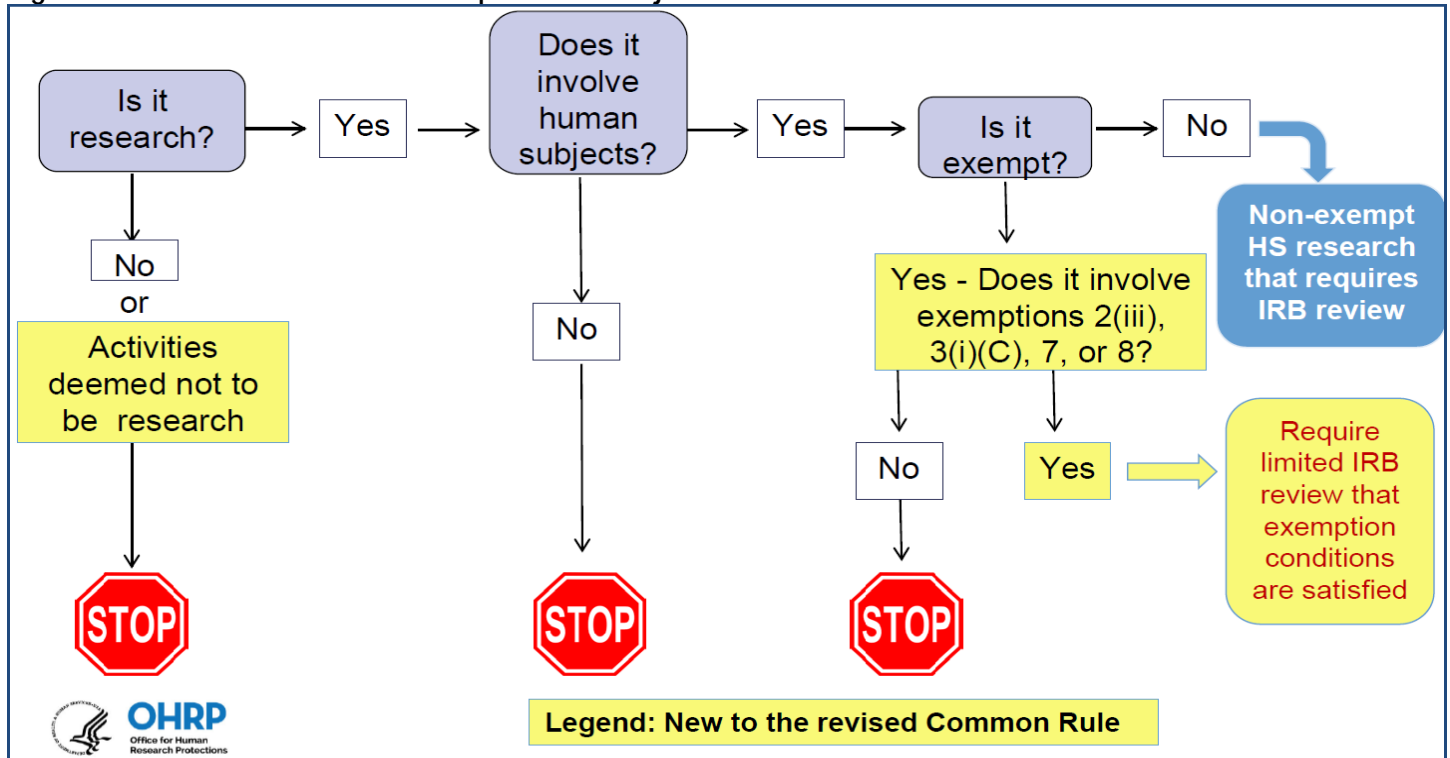 Is it
research?
Yes
Does it
involve
human
subjects?
Yes
Is it
exempt?
No
Non-exempt
HS research
that requires
IRB review
No
or
Activities
deemed not to
be research
No
Yes - Does it involve
exemptions 2(iii),
3(i)(C), 7, or 8?
No
Yes
Require
limited IRB
review that
exemption
conditions
are satisfied
STOP
STOP
STOP
OHRP
Office for Human
Research Protections
Legend: New to the revised Common Rule